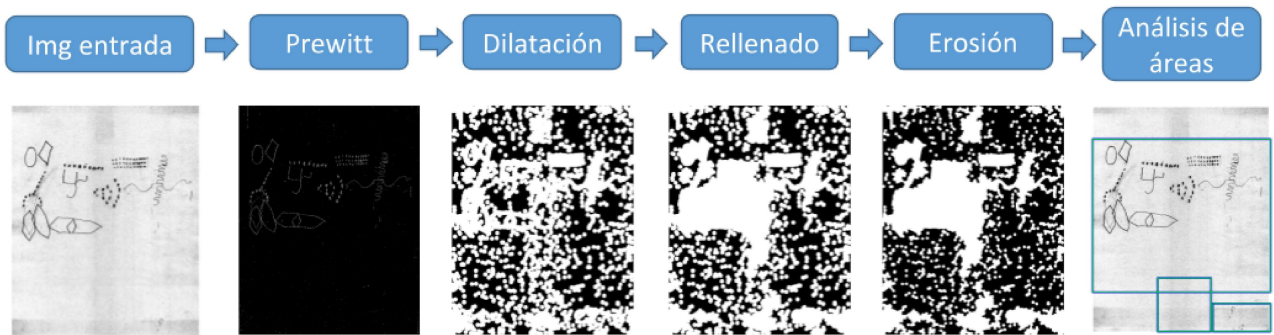 Img entrada
Prewitt
Dilatación
Rellenado
Erosión
Análisis de
áreas